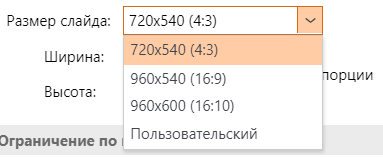 Размер слайда: 720x540 (4:3)
720x540 (4:3)
Ширина:
960x540 (16:9)
порции
Высота:
960x600 (16:10)
Пользовательский
Ограничение по